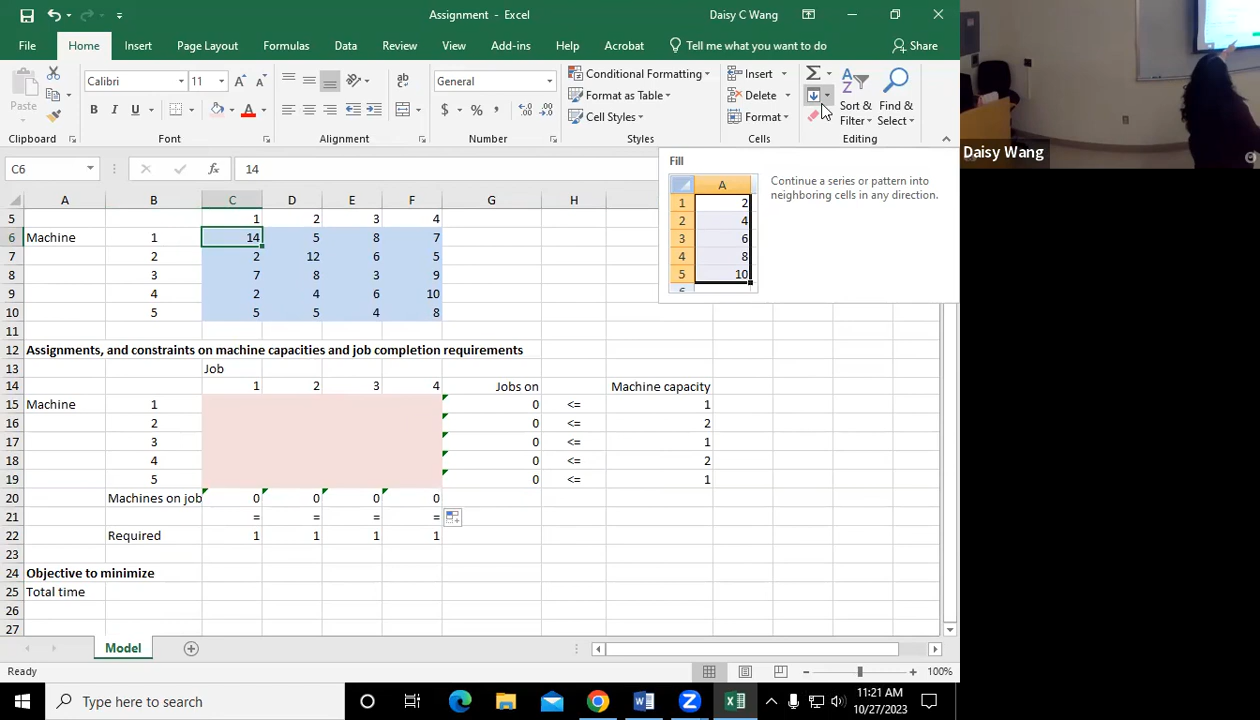 Assignment - Excel
Daisy C Wang
File Home Insert Page Layout Formulas Data Review View Add-ins Help Acrobat Tell me what you want to do Share
Paste
Calibri 11
General
Conditional Formatting
Format as Table
Cell Styles
Insert
Delete
Format
Sort & Filter
Find & Select
Clipboard Font Alignment Number Styles Cells Editing
C6 fx 14
Fill
Continue a series or pattern into
neighboring cells in any direction.
A
1 2
2 4
3 6
4 8
5 10
Daisy Wang
A B C D E F G H
5 1 2 3 4
6 Machine 1 14 5 8 7
7 2 2 12 6 5
8 3 7 8 3 9
9 4 2 4 6 10
10 5 5 5 4 8
11
12 Assignments, and constraints on machine capacities and job completion requirements
13 Job
14 1 2 3 4 Jobs on Machine capacity
15 Machine 1 0 <= 1
16 2 0 <= 2
17 3 0 <= 1
18 4 0 <= 2
19 5 0 <= 1
20 Machines on job 0 0 0 0
21 = = = =
22 Required 1 1 1 1
23
24 Objective to minimize
25 Total time
26
27
Model
Ready
100%
Type here to search
11:21 AM
10/27/2023